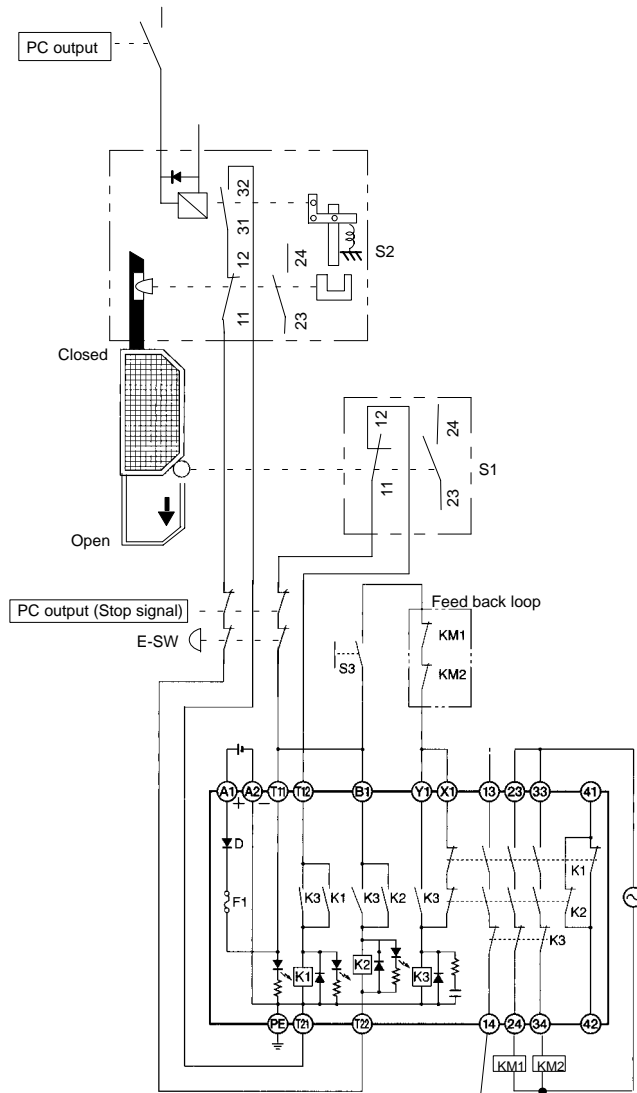 PC output
32
31
12
24
S2
11
23
Closed
12
24
S1
11
23
Open
PC output (Stop signal)
Feed back loop
E-SW
KM1
S3
KM2
A1 A2 T11 T12 B1 Y1 X1 13 23 33 41
+ −
D
K1
F1
K3 K1 K3 K2 K3
K2
K3
K1 K2 K3
PE T21 T22 14 24 34 42
KM1 KM2